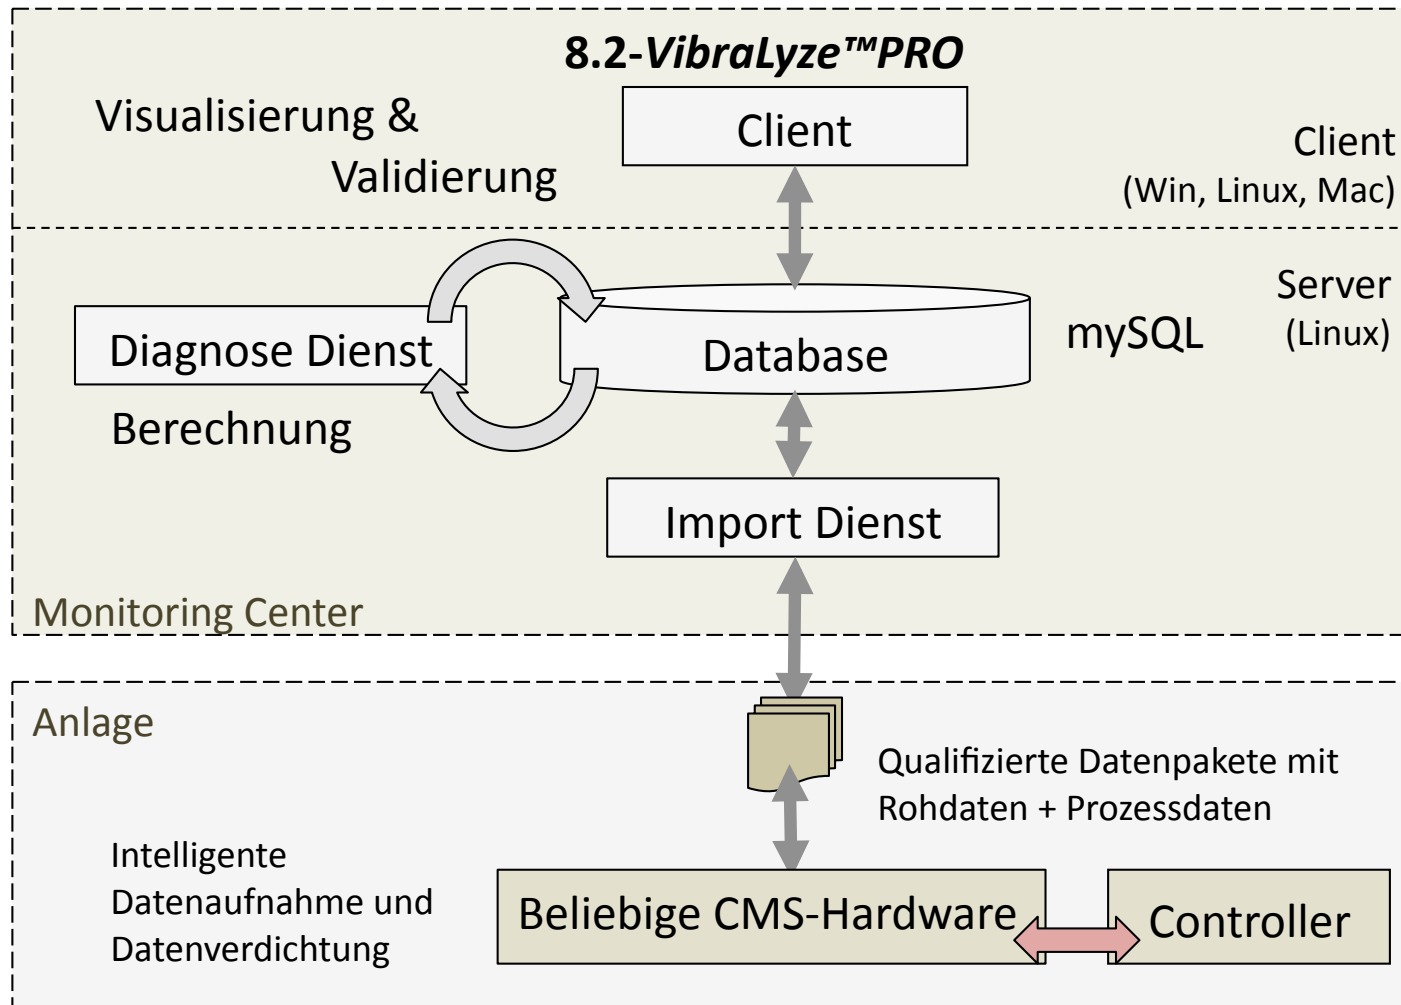 8.2-VibraLyze™PRO
Visualisierung &
Validierung
Client
Client
(Win, Linux, Mac)
Server
(Linux)
Diagnose Dienst
Database
mySQL
Berechnung
Import Dienst
Monitoring Center
Anlage
Qualifizierte Datenpakete mit
Rohdaten + Prozessdaten
Intelligente
Datenaufnahme und
Datenverdichtung
Beliebige CMS-Hardware
Controller